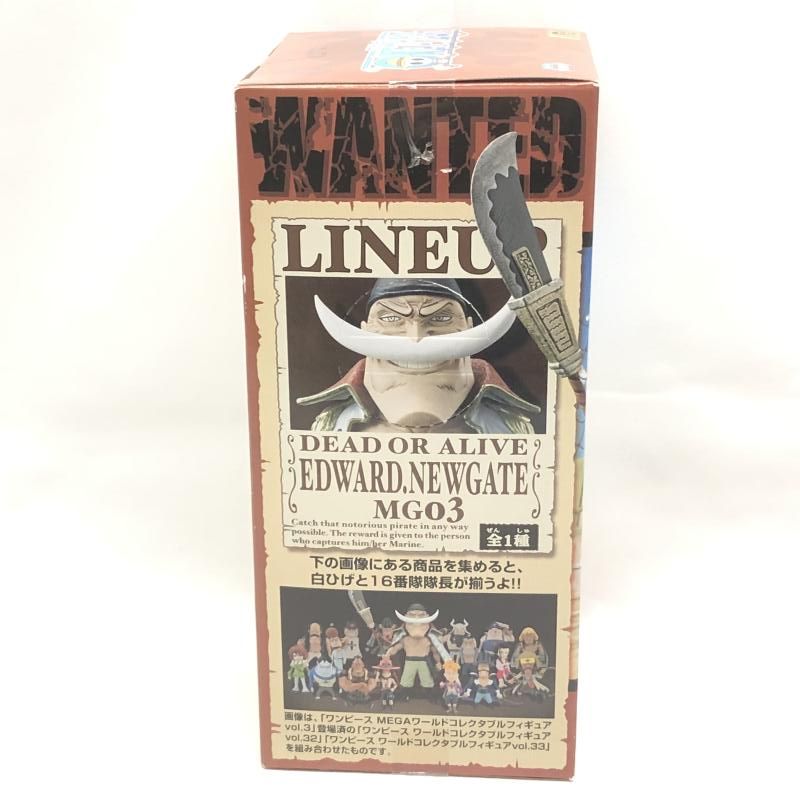 WANTED
LINEUP
DEAD OR ALIVE
EDWARD.NEWGATE
MG03
Catch that notorious pirate in any way
possible. The reward is given to the person
who captures him/her Marine.
ぜん しゅ
全1種
下の画像にある商品を集めると、
白ひげと16番隊隊長が揃うよ!!
画像は、「ワンピース MEGAワールドコレクタブルフィギュア
vol.3」登場済の「ワンピース ワールドコレクタブルフィギュア
vol.32」「ワンピース ワールドコレクタブルフィギュアvol.33」
を組み合わせたものです。